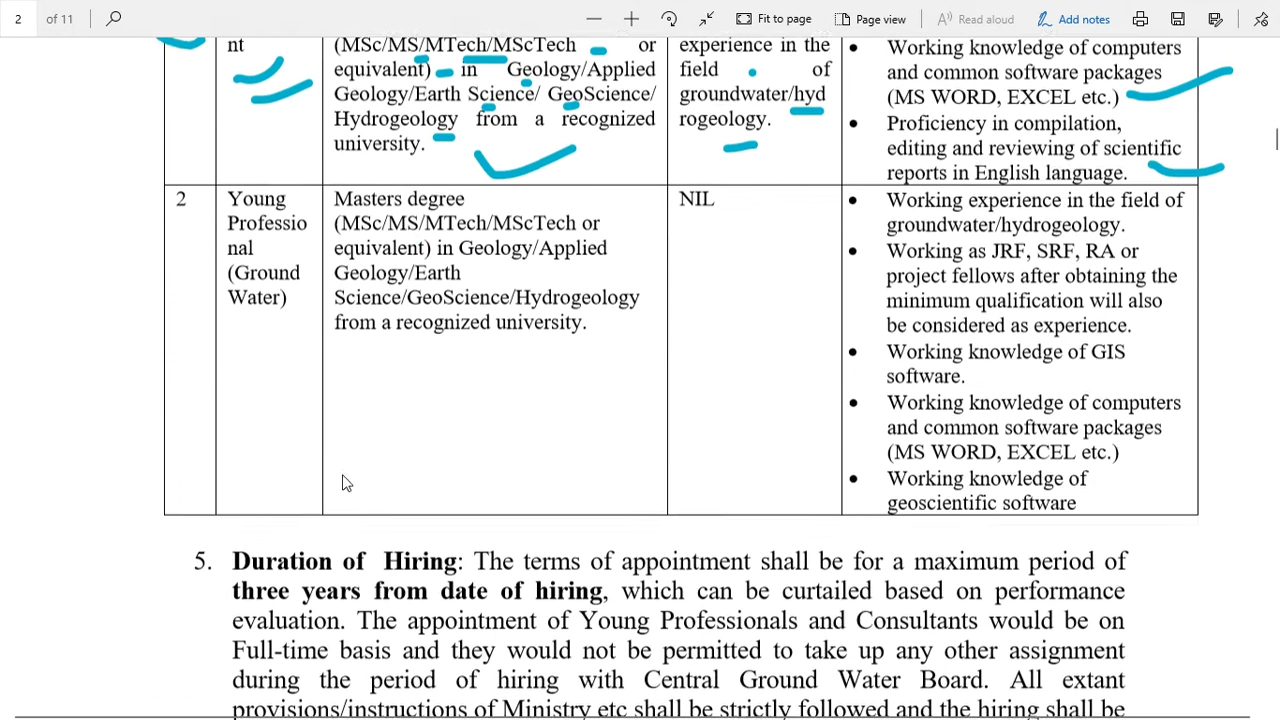 2 of 11
Fit to page
Page view
Read aloud
Add notes
nt
(MSc/MS/MTech/MScTech or
equivalent) in Geology/Applied
Geology/Earth Science/ GeoScience/
Hydrogeology from a recognized
university.
experience in the
field of
groundwater/hyd
rogeology.
• Working knowledge of computers
and common software packages
(MS WORD, EXCEL etc.)
• Proficiency in compilation,
editing and reviewing of scientific
reports in English language.
2
Young
Professio
nal
(Ground
Water)
Masters degree
(MSc/MS/MTech/MScTech or
equivalent) in Geology/Applied
Geology/Earth
Science/GeoScience/Hydrogeology
from a recognized university.
NIL
• Working experience in the field of
groundwater/hydrogeology.
• Working as JRF, SRF, RA or
project fellows after obtaining the
minimum qualification will also
be considered as experience.
• Working knowledge of GIS
software.
• Working knowledge of computers
and common software packages
(MS WORD, EXCEL etc.)
• Working knowledge of
geoscientific software
5. Duration of Hiring: The terms of appointment shall be for a maximum period of
three years from date of hiring, which can be curtailed based on performance
evaluation. The appointment of Young Professionals and Consultants would be on
Full-time basis and they would not be permitted to take up any other assignment
during the period of hiring with Central Ground Water Board. All extant
provisions/instructions of Ministry etc shall be strictly followed and the hiring shall be